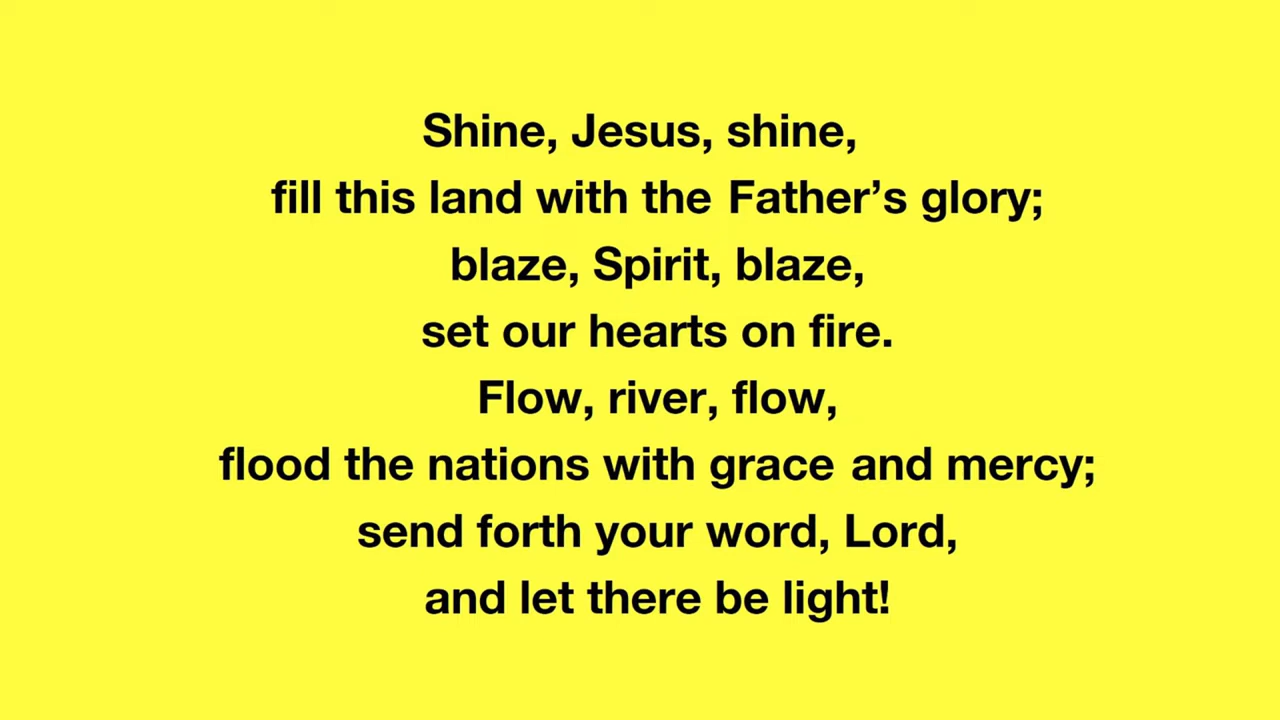 Shine, Jesus, shine,
fill this land with the Father’s glory;
blaze, Spirit, blaze,
set our hearts on fire.
Flow, river, flow,
flood the nations with grace and mercy;
send forth your word, Lord,
and let there be light!